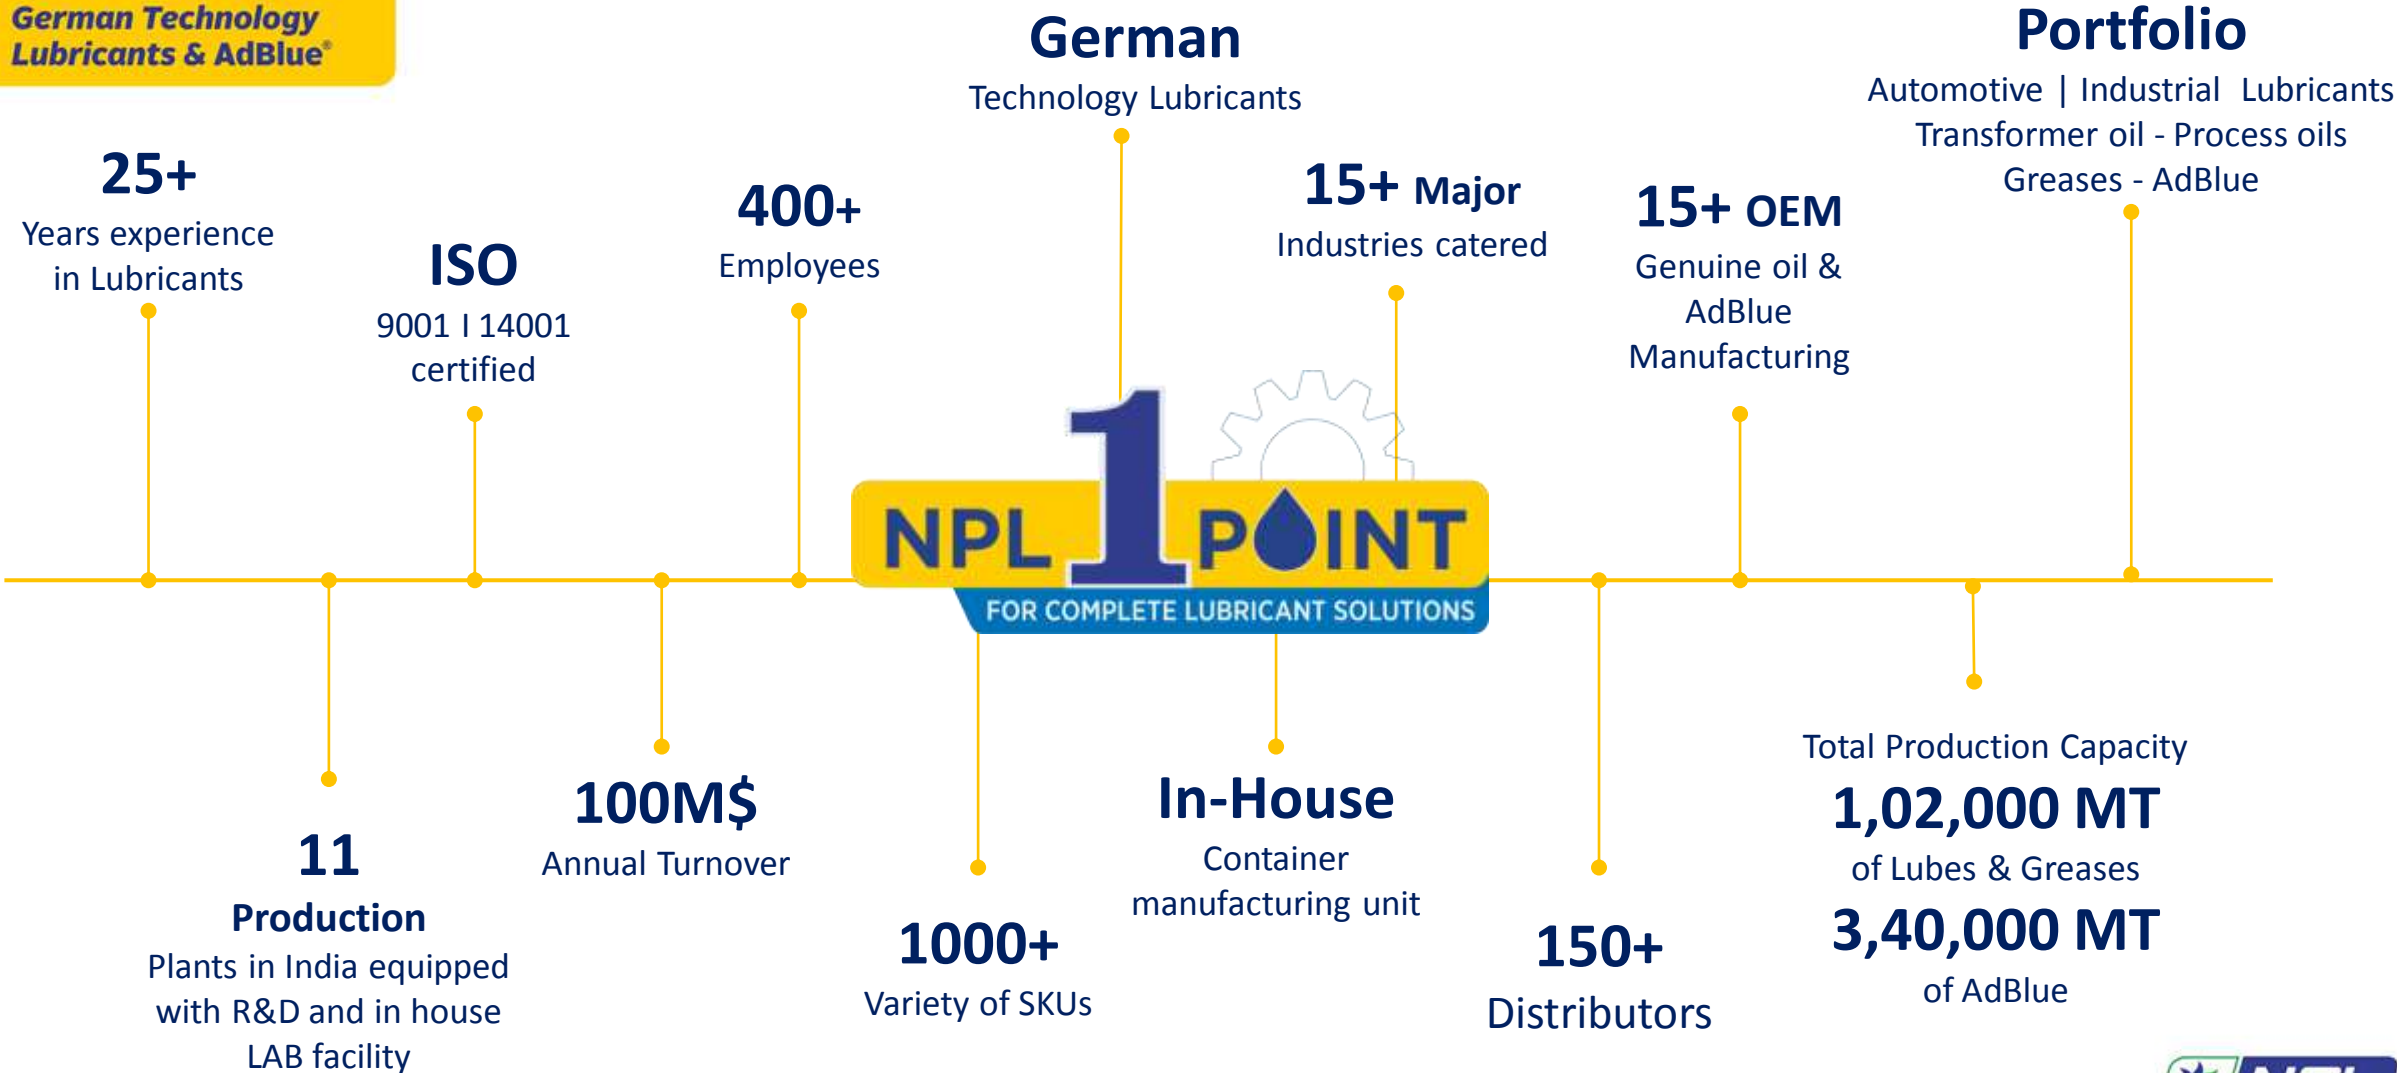 German Technology
Lubricants & AdBlue®
25+
Years experience
in Lubricants
ISO
9001 I 14001
certified
400+
Employees
German
Technology Lubricants
15+ Major
Industries catered
15+ OEM
Genuine oil &
AdBlue
Manufacturing
Portfolio
Automotive | Industrial Lubricants
Transformer oil - Process oils
Greases - AdBlue
NPL 1 POINT
FOR COMPLETE LUBRICANT SOLUTIONS
11
Production
Plants in India equipped
with R&D and in house
LAB facility
100M$
Annual Turnover
1000+
Variety of SKUs
In-House
Container
manufacturing unit
150+
Distributors
Total Production Capacity
1,02,000 MT
of Lubes & Greases
3,40,000 MT
of AdBlue